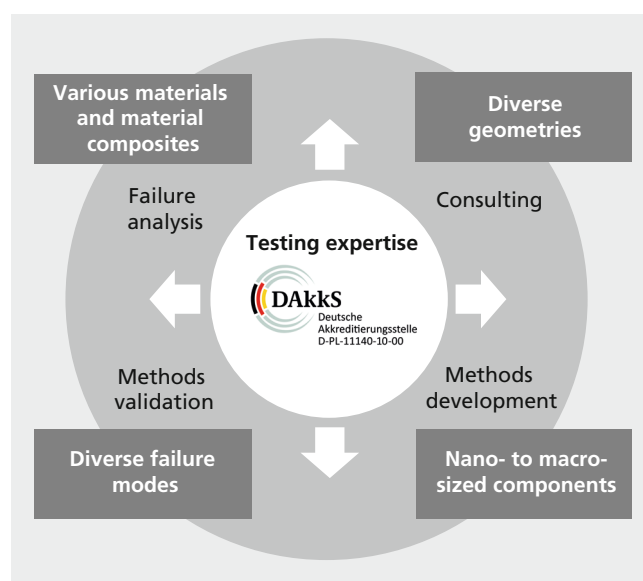 Various materials
and material
composites
Diverse
geometries
Failure
analysis
Consulting
Testing expertise
DAkkS
Deutsche
Akkreditierungsstelle
D-PL-11140-10-00
Methods
validation
Methods
development
Diverse failure
modes
Nano- to macro-
sized components